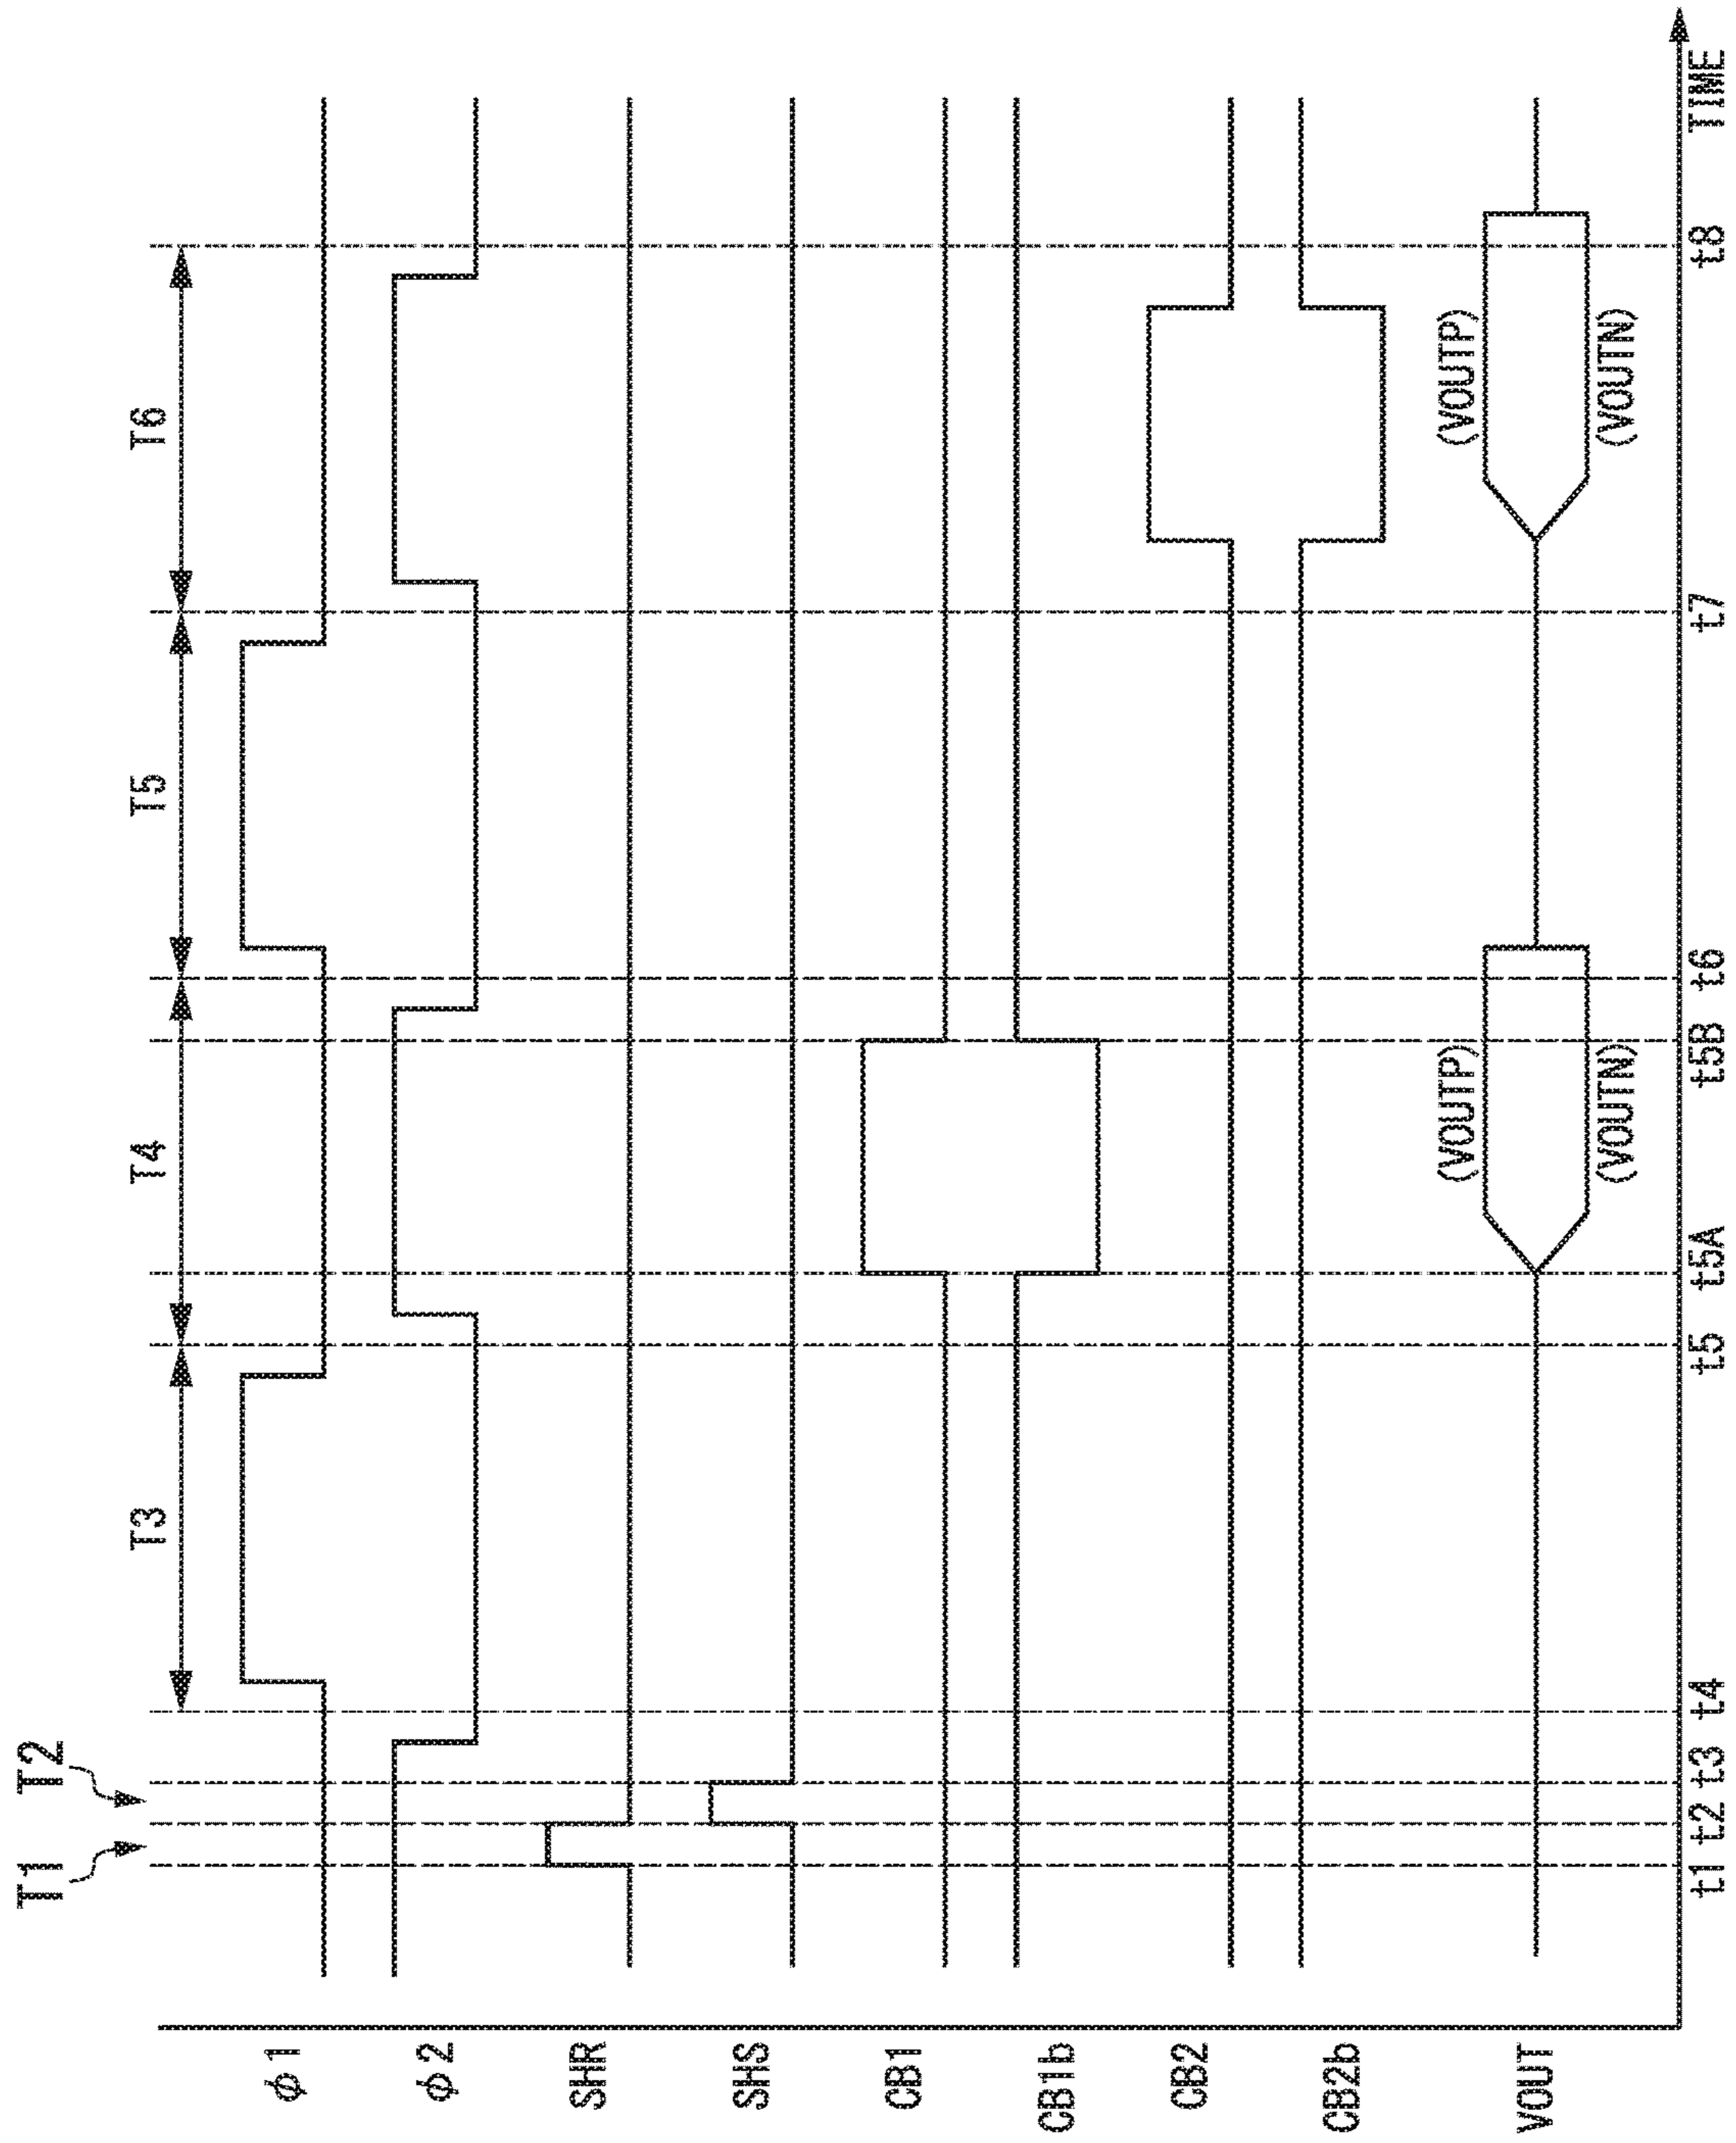 T1
T2
T3
T4
T5
T6
ϕ1
ϕ2
SHR
SHS
CB1
CB1b
CB2
CB2b
VOUT
(VOUTP)
(VOUTP)
(VOUTN)
(VOUTN)
t1
t2
t3
t4
t5
t5A
t5B
t6
t7
t8
TIME